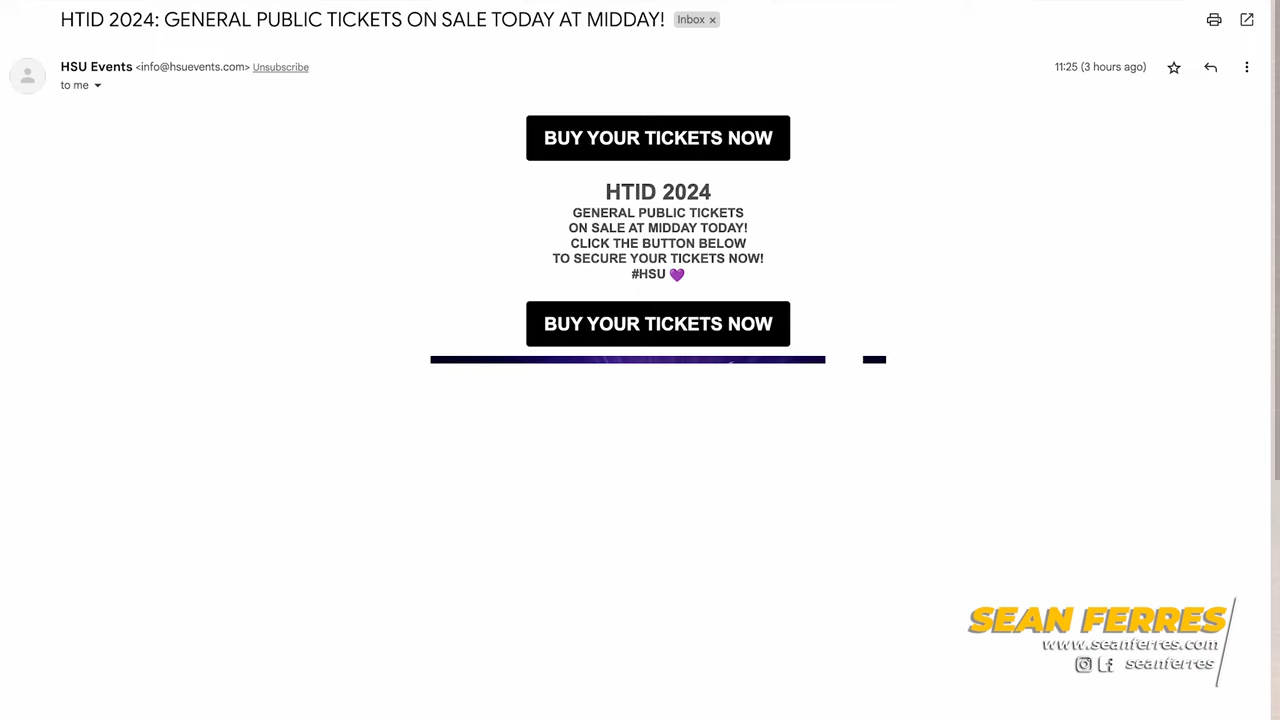 HTID 2024: GENERAL PUBLIC TICKETS ON SALE TODAY AT MIDDAY! Inbox ×
HSU Events <info@hsuevents.com> Unsubscribe 11:25 (3 hours ago)
to me
BUY YOUR TICKETS NOW
HTID 2024
GENERAL PUBLIC TICKETS
ON SALE AT MIDDAY TODAY!
CLICK THE BUTTON BELOW
TO SECURE YOUR TICKETS NOW!
#HSU 💜
BUY YOUR TICKETS NOW
SEAN FERRES
www.seanferres.com
seanferres